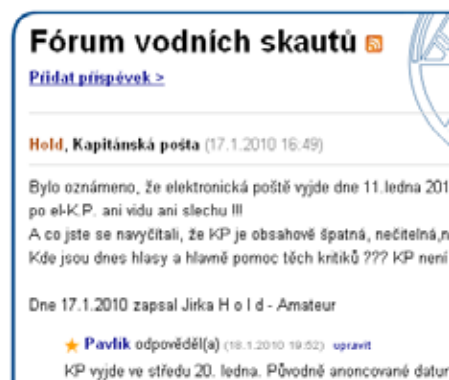 Fórum vodních skautů
Přidat příspěvek >
Hold, Kapitánská pošta (17.1.2010 16:49)
Bylo oznámeno, že elektronická poště vyjde dne 11.ledna 201
po el-K.P. ani vidu ani slechu !!!
A co jste se navyčítali, že KP je obsahově špatná, nečitelná,n
Kde jsou dnes hlasy a hlavně pomoc těch kritiků ??? KP není
Dne 17.1.2010 zapsal Jirka H o l d - Amateur
Pavlík odpověděl(a) (18.1.2010 19:52) upravit
KP vyjde ve středu 20. ledna. Původně anoncované datur